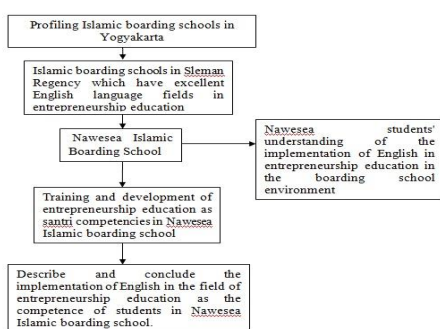 Profiling Islamic boarding schools in
Yogyakarta
Islamic boarding schools in Sleman
Regency which have excellent
English language fields in
entrepreneurship education
Nawesea Islamic
Boarding School
Nawesea students'
understanding of the
implementation of English in
entrepreneurship education in
the boarding school
environment
Training and development of
entrepreneurship education as
santri competencies in Nawesea
Islamic boarding school
Describe and conclude the
implementation of English in the field of
entrepreneurship education as the
competence of students in Nawesea
Islamic boarding school.